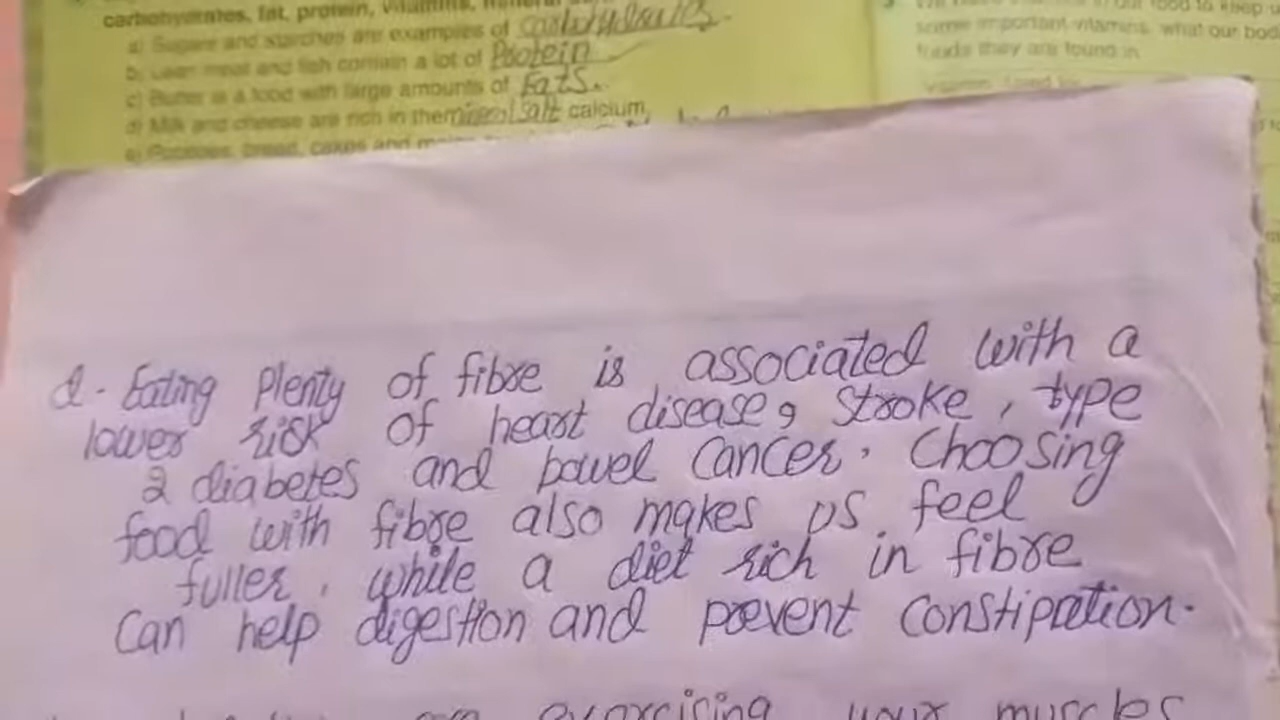 carbohydrates, fat, protein, vitamins, mineral
a) Sugars and starches are examples of carbohydrates.
b) Lean meat and fish contain a lot of Protein
c) Butter is a food with large amounts of Fats.
d) Milk and cheese are rich in the mineral salt calcium,
e) Potatoes, bread, cakes and
some important vitamins, what our
foods they are found in
d. Eating Plenty of fibre is associated with a
lower risk of heart disease, stroke, type
2 diabetes and bowel cancer. Choosing
food with fibre also makes us feel
fuller, while a diet rich in fibre
can help digestion and prevent constipation.
exercising your muscles